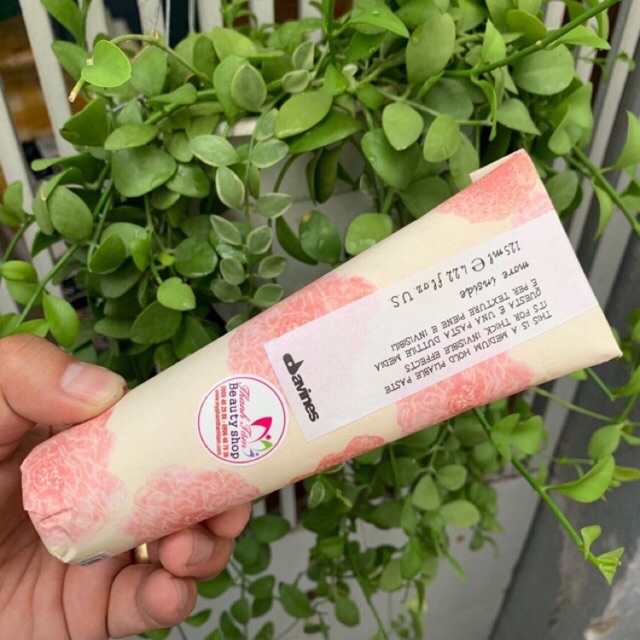 davines
THIS IS A MEDIUM HOLD PLIABLE PASTE
IT'S FOR THICK, INVISIBLE EFFECTS
QUESTA È UNA PASTA DUTTILE MEDIA
E PER TEXTURE PIENE E INVISIBILI
more inside
125 ml ℮ 4,22 fl oz US
Beauty shop